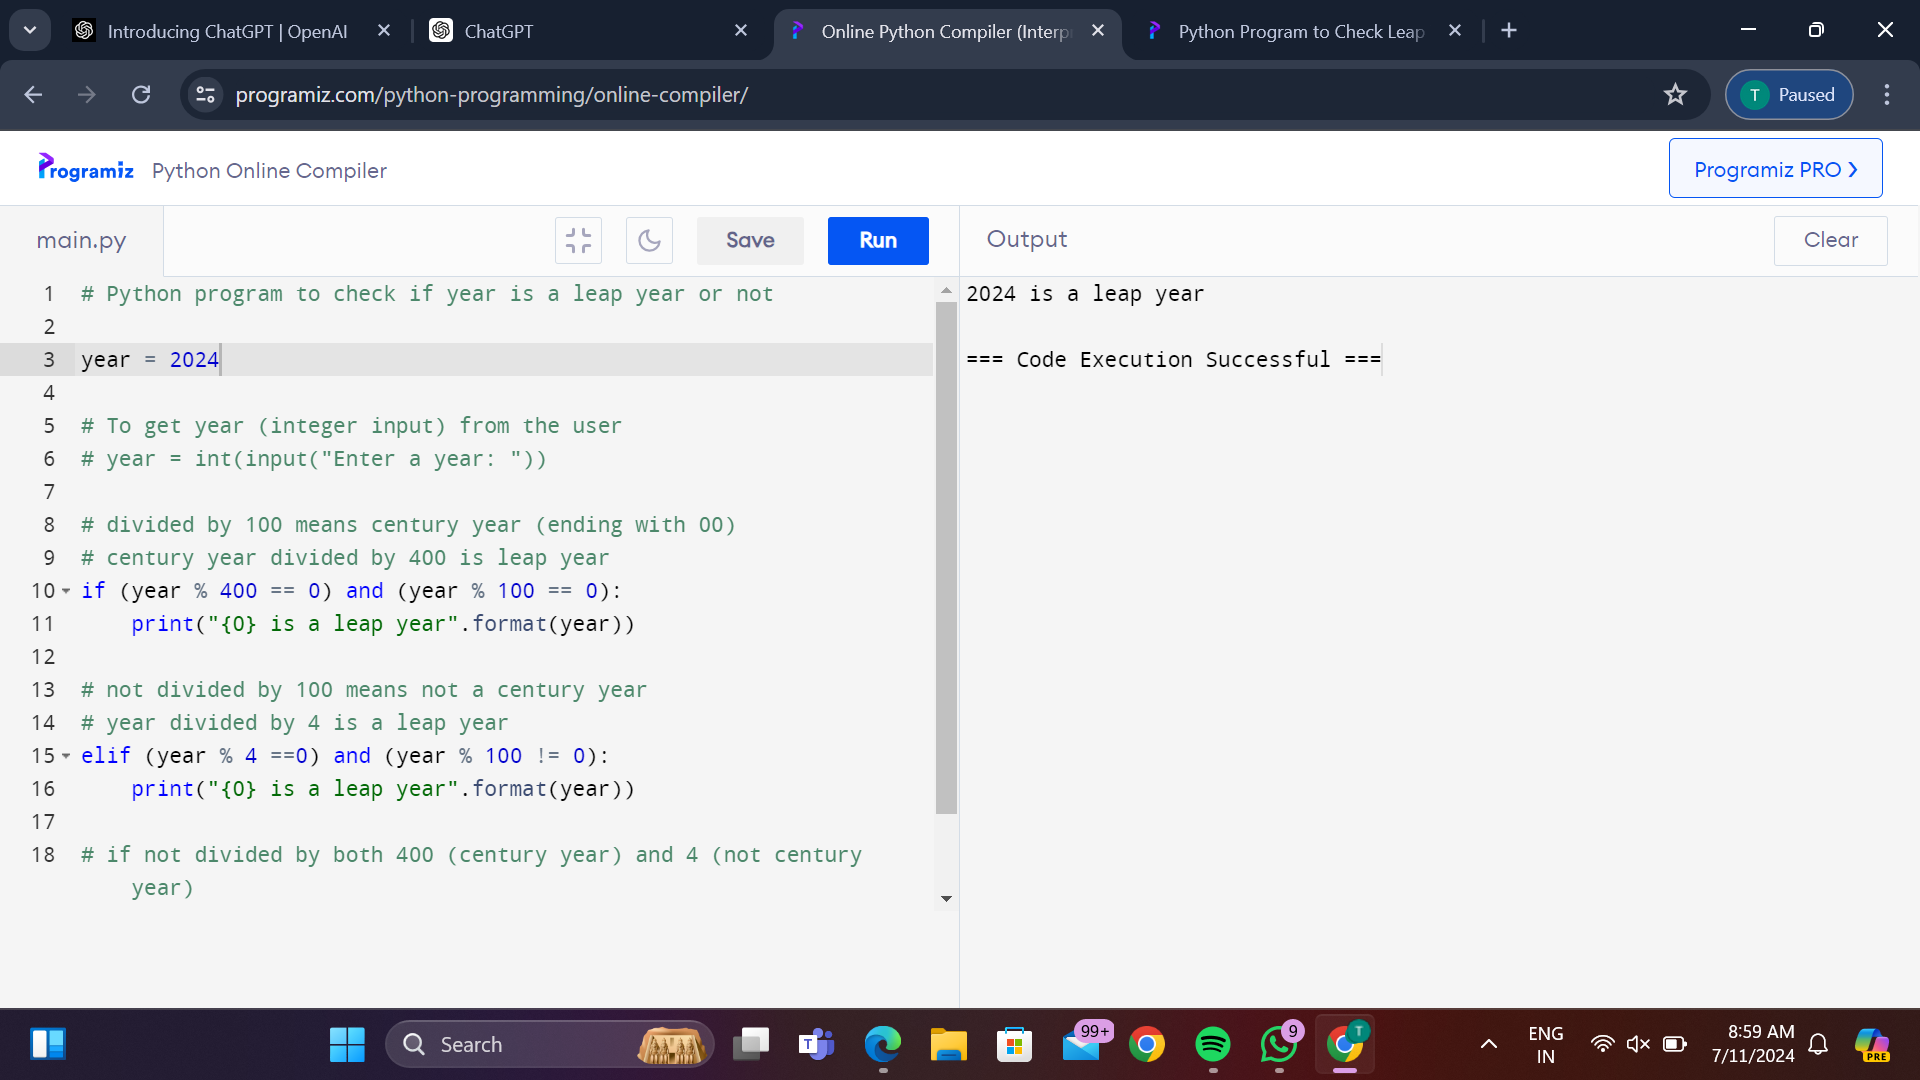 Introducing ChatGPT | OpenAI
ChatGPT
Online Python Compiler (Interp
Python Program to Check Leap
programiz.com/python-programming/online-compiler/
T Paused
Programiz Python Online Compiler
Programiz PRO ❯
main.py
Save
Run
Output
Clear
1 # Python program to check if year is a leap year or not
2
3 year = 2024
4
5 # To get year (integer input) from the user
6 # year = int(input("Enter a year: "))
7
8 # divided by 100 means century year (ending with 00)
9 # century year divided by 400 is leap year
10 if (year % 400 == 0) and (year % 100 == 0):
11     print("{0} is a leap year".format(year))
12
13 # not divided by 100 means not a century year
14 # year divided by 4 is a leap year
15 elif (year % 4 ==0) and (year % 100 != 0):
16     print("{0} is a leap year".format(year))
17
18 # if not divided by both 400 (century year) and 4 (not century
year)
2024 is a leap year
=== Code Execution Successful ===
Search
T
99+
9
T
ENG
IN
8:59 AM
7/11/2024
PRE